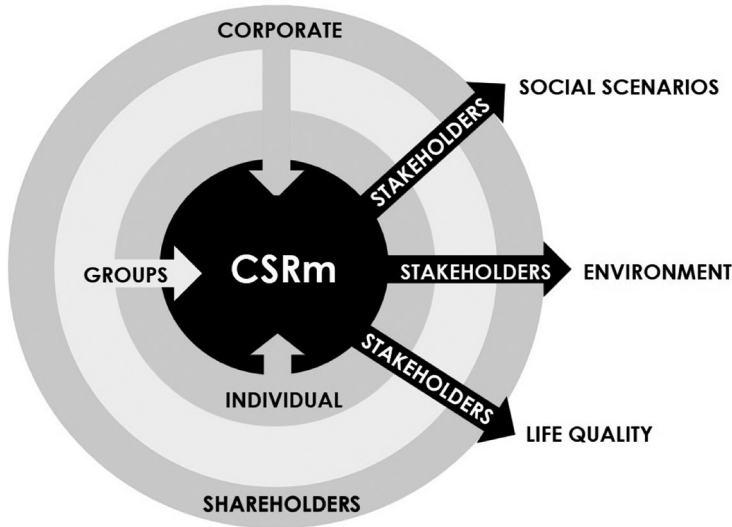 CORPORATE
SOCIAL SCENARIOS
STAKEHOLDERS
GROUPS
CSRm
STAKEHOLDERS
ENVIRONMENT
STAKEHOLDERS
INDIVIDUAL
LIFE QUALITY
SHAREHOLDERS